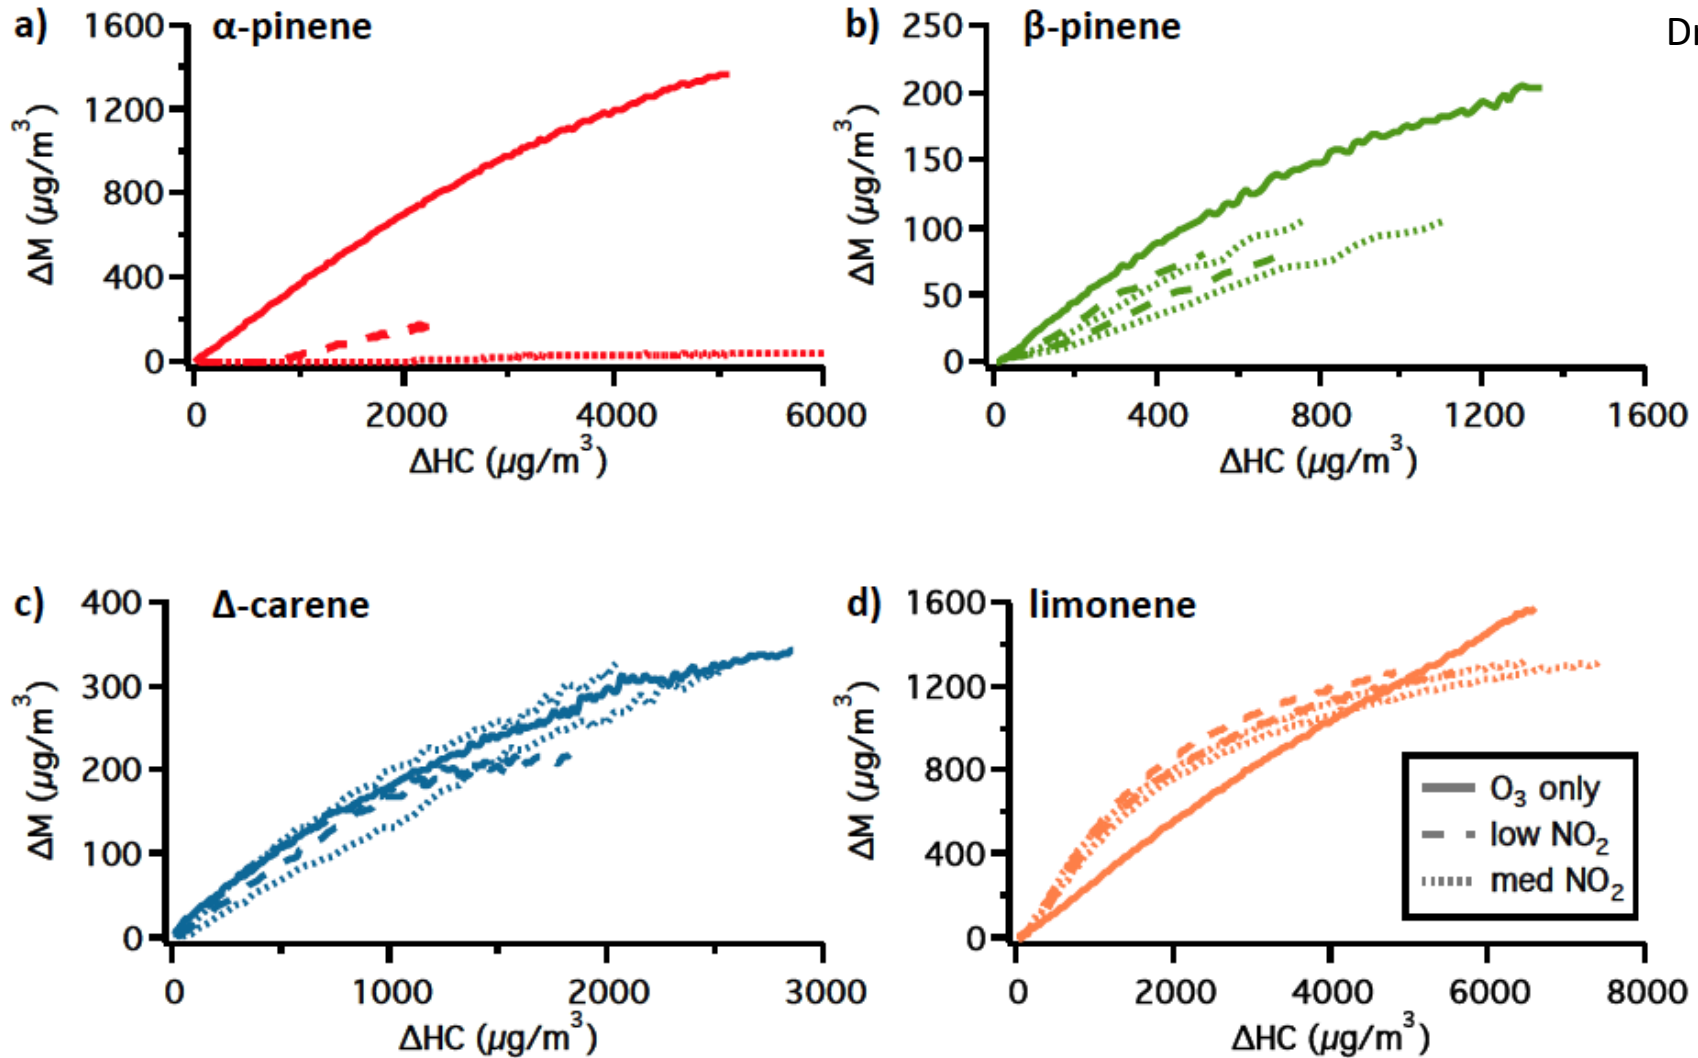 a) α-pinene
1600
1200
800
400
0
ΔM (µg/m³)
0 2000 4000 6000
ΔHC (µg/m³)
b) β-pinene
250
200
150
100
50
0
ΔM (µg/m³)
0 400 800 1200 1600
ΔHC (µg/m³)
c) Δ-carene
400
300
200
100
0
ΔM (µg/m³)
0 1000 2000 3000
ΔHC (µg/m³)
d) limonene
1600
1200
800
400
0
ΔM (µg/m³)
0 2000 4000 6000 8000
ΔHC (µg/m³)
O₃ only
low NO₂
med NO₂